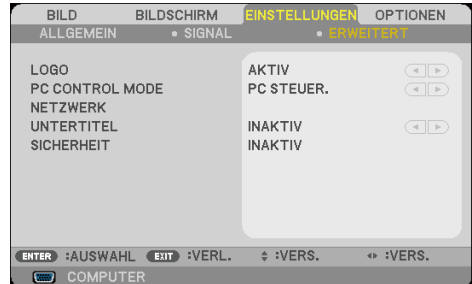 BILD BILDSCHIRM EINSTELLUNGEN OPTIONEN
ALLGEMEIN • SIGNAL • ERWEITERT
LOGO AKTIV
PC CONTROL MODE PC STEUER.
NETZWERK
UNTERTITEL INAKTIV
SICHERHEIT INAKTIV
ENTER :AUSWAHL EXIT :VERL. :VERS. :VERS.
COMPUTER